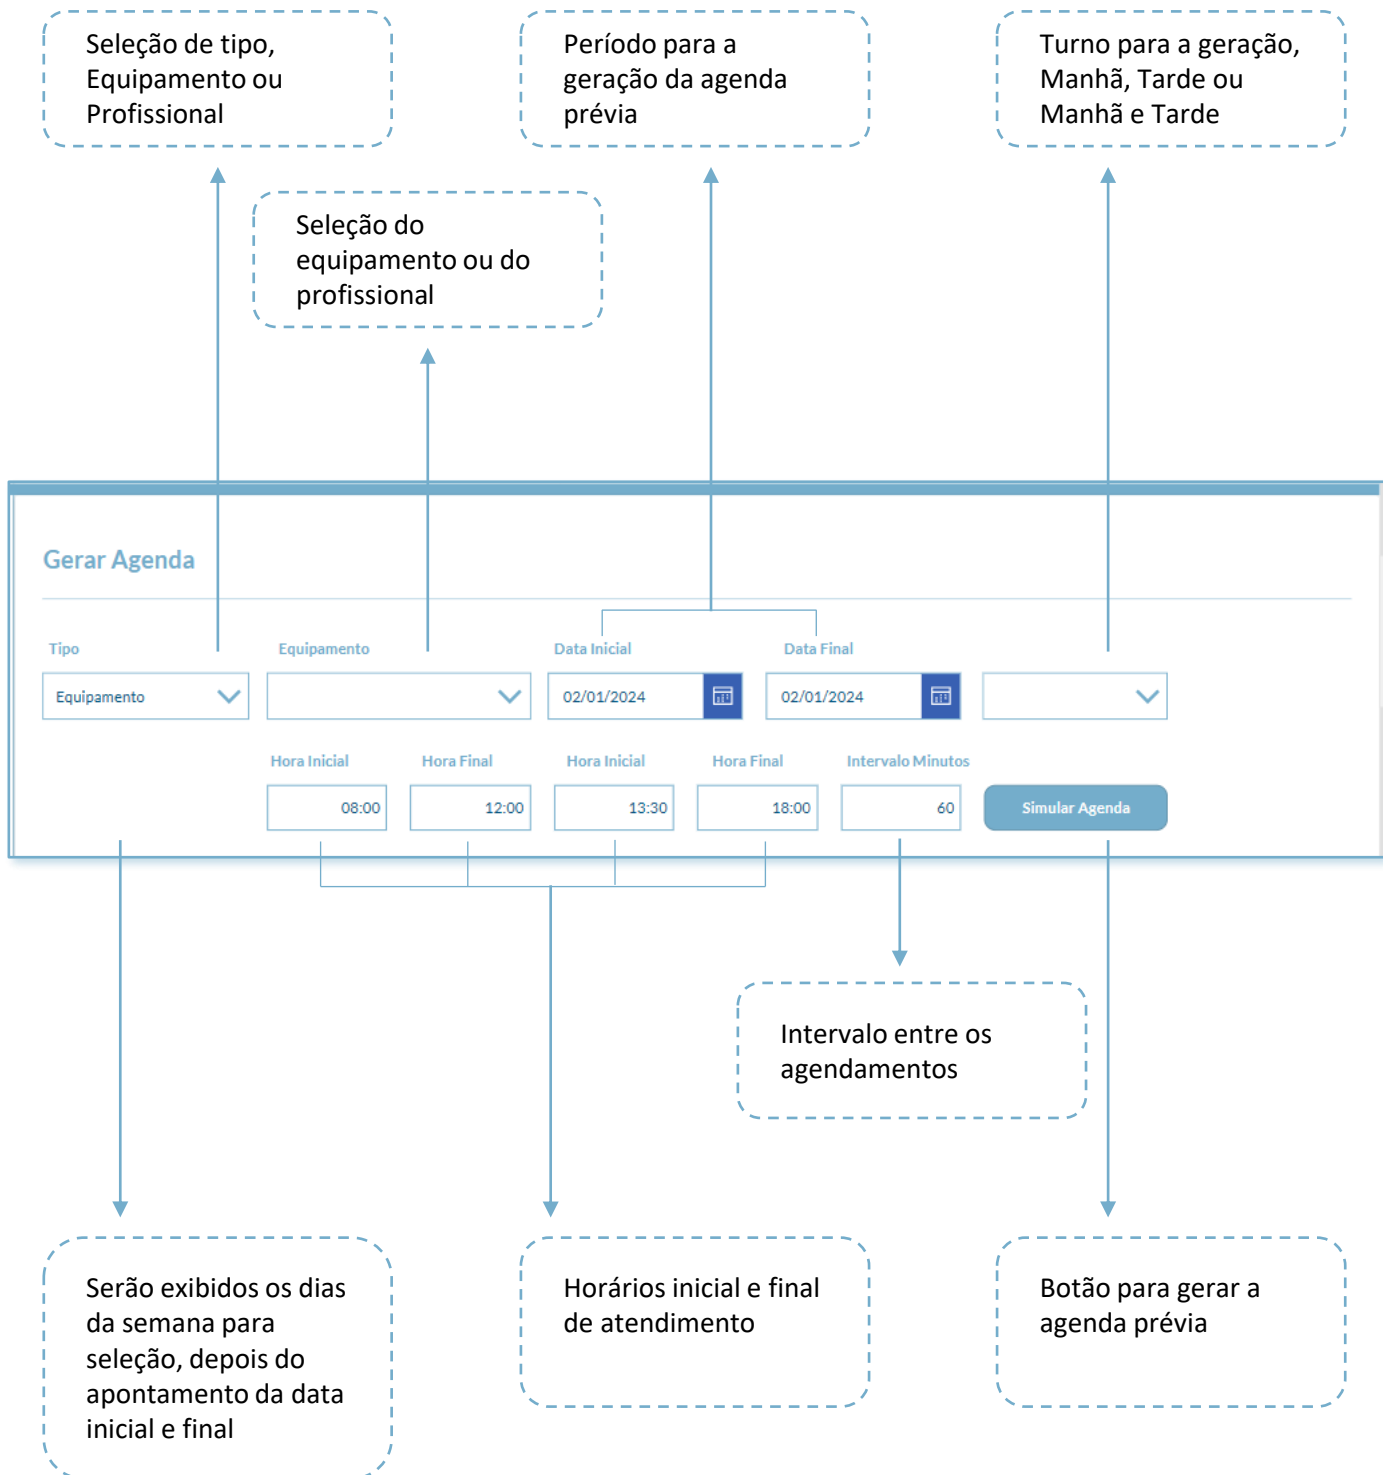 Seleção de tipo,
Equipamento ou
Profissional
Período para a
geração da agenda
prévia
Turno para a geração,
Manhã, Tarde ou
Manhã e Tarde
Seleção do
equipamento ou do
profissional
Gerar Agenda
Tipo
Equipamento
Data Inicial
Data Final
Equipamento
02/01/2024
02/01/2024
Hora Inicial
Hora Final
Hora Inicial
Hora Final
Intervalo Minutos
08:00
12:00
13:30
18:00
60
Simular Agenda
Intervalo entre os
agendamentos
Serão exibidos os dias
da semana para
seleção, depois do
apontamento da data
inicial e final
Horários inicial e final
de atendimento
Botão para gerar a
agenda prévia